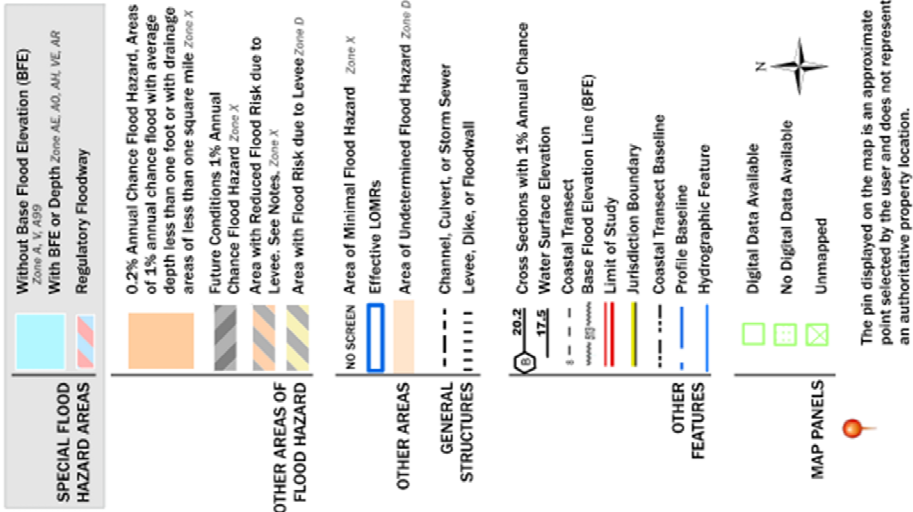 SPECIAL FLOOD
HAZARD AREAS
Without Base Flood Elevation (BFE)
Zone A, V, A99
With BFE or Depth Zone AE, AO, AH, VE, AR
Regulatory Floodway
OTHER AREAS OF
FLOOD HAZARD
0.2% Annual Chance Flood Hazard, Areas
of 1% annual chance flood with average
depth less than one foot or with drainage
areas of less than one square mile Zone X
Future Conditions 1% Annual
Chance Flood Hazard Zone X
Area with Reduced Flood Risk due to
Levee. See Notes. Zone X
Area with Flood Risk due to Levee Zone D
OTHER AREAS
NO SCREEN Area of Minimal Flood Hazard Zone X
Effective LOMRs
Area of Undetermined Flood Hazard Zone D
GENERAL
STRUCTURES
Channel, Culvert, or Storm Sewer
Levee, Dike, or Floodwall
OTHER
FEATURES
B 20.2 Cross Sections with 1% Annual Chance
17.5 Water Surface Elevation
8 Coastal Transect
Base Flood Elevation Line (BFE)
Limit of Study
Jurisdiction Boundary
Coastal Transect Baseline
Profile Baseline
Hydrographic Feature
MAP PANELS
Digital Data Available
No Digital Data Available
Unmapped
N
The pin displayed on the map is an approximate
point selected by the user and does not represent
an authoritative property location.